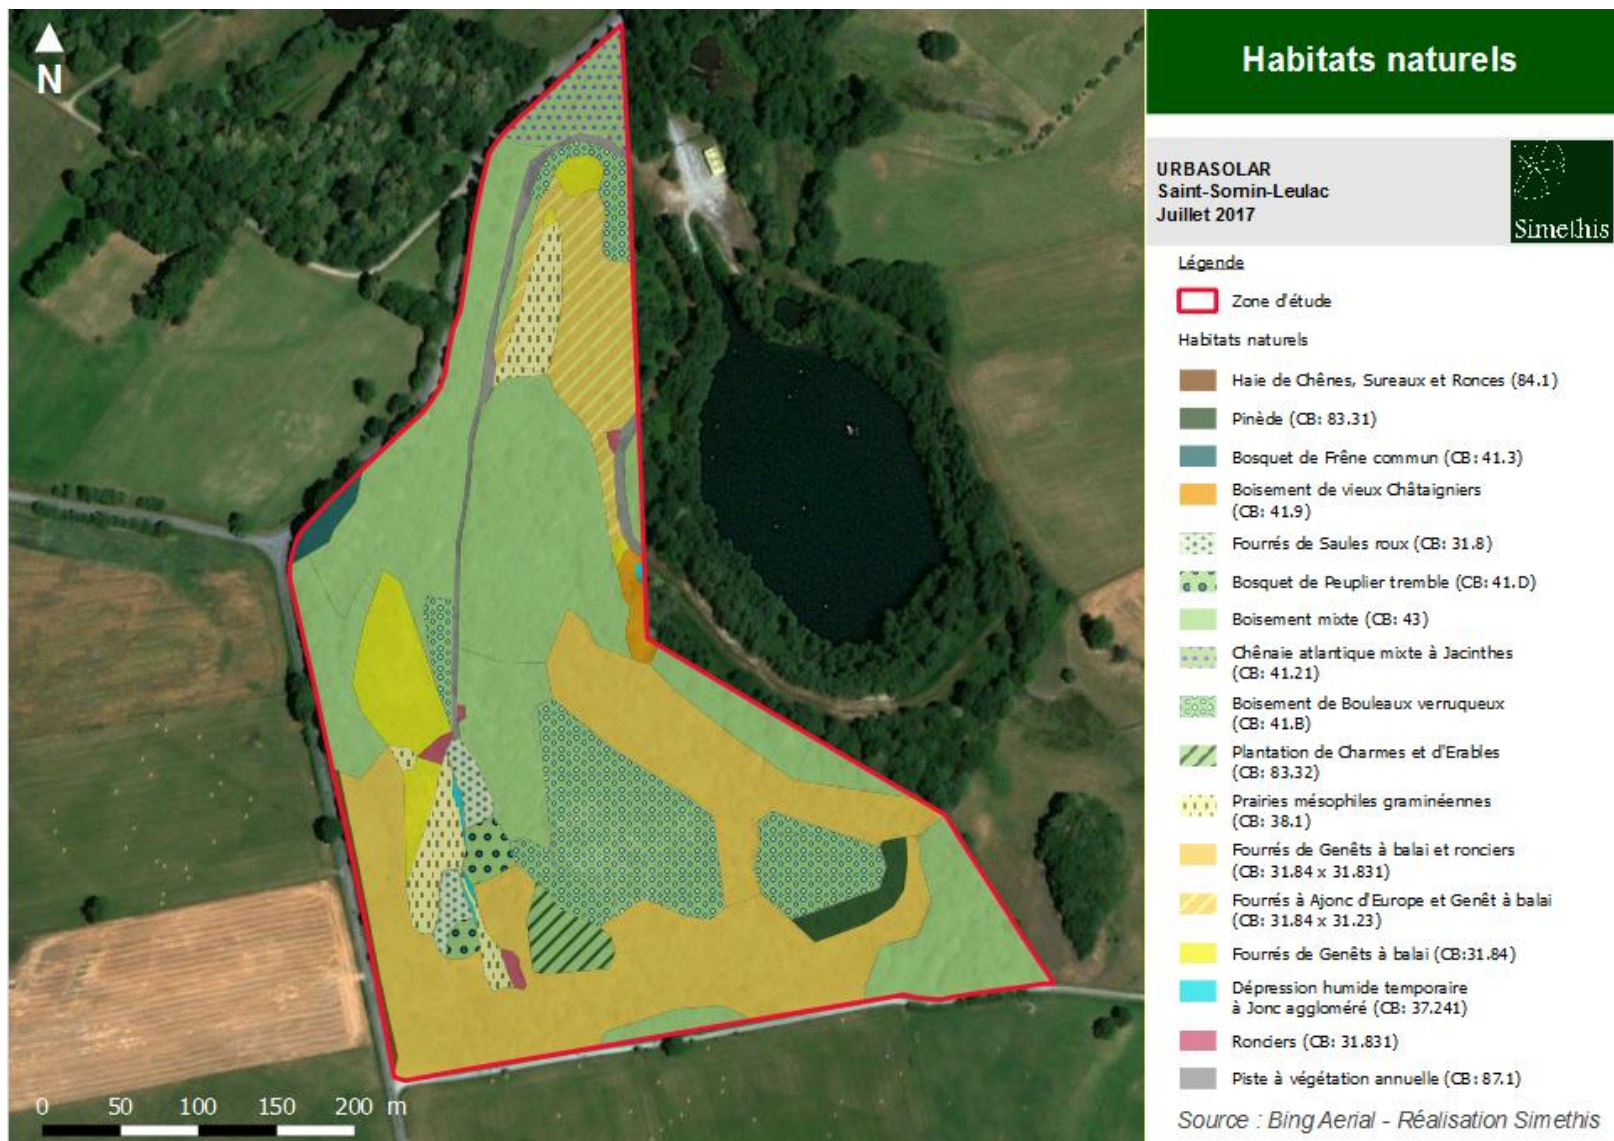 N
Habitats naturels
URBASOLAR
Saint-Sornin-Leulac
Juillet 2017
Simethis
Légende
Zone d'étude
Habitats naturels
Haie de Chênes, Sureaux et Ronces (84.1)
Pinède (CB: 83.31)
Bosquet de Frêne commun (CB: 41.3)
Boisement de vieux Châtaigniers
(CB: 41.9)
Fourrés de Saules roux (CB: 31.8)
Bosquet de Peuplier tremble (CB: 41.D)
Boisement mixte (CB: 43)
Chênaie atlantique mixte à Jacinthes
(CB: 41.21)
Boisement de Bouleaux verruqueux
(CB: 41.B)
Plantation de Charmes et d'Erables
(CB: 83.32)
Prairies mésophiles graminéennes
(CB: 38.1)
Fourrés de Genêts à balai et ronciers
(CB: 31.84 x 31.831)
Fourrés à Ajonc d'Europe et Genêt à balai
(CB: 31.84 x 31.23)
Fourrés de Genêts à balai (CB:31.84)
Dépression humide temporaire
à Jonc aggloméré (CB: 37.241)
Ronciers (CB: 31.831)
Piste à végétation annuelle (CB: 87.1)
0 50 100 150 200 m
Source : Bing Aerial - Réalisation Simethis